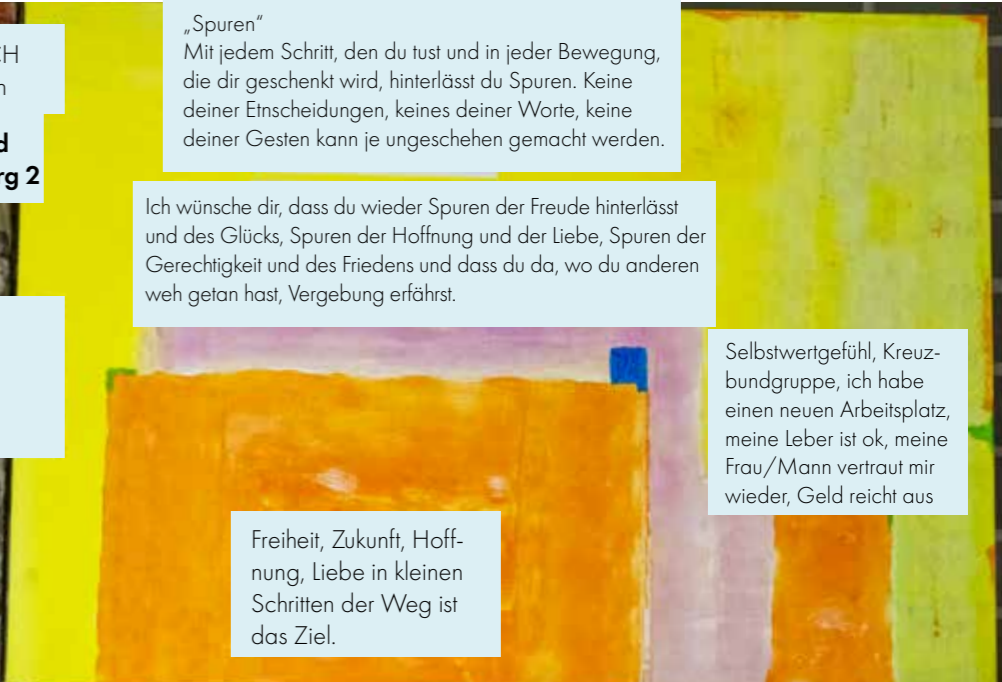 „Spuren“
Mit jedem Schritt, den du tust und in jeder Bewegung,
die dir geschenkt wird, hinterlässt du Spuren. Keine
deiner Etnscheidungen, keines deiner Worte, keine
deiner Gesten kann je ungeschehen gemacht werden.
Ich wünsche dir, dass du wieder Spuren der Freude hinterlässt
und des Glücks, Spuren der Hoffnung und der Liebe, Spuren der
Gerechtigkeit und des Friedens und dass du da, wo du anderen
weh getan hast, Vergebung erfährst.
Selbstwertgefühl, Kreuz-
bundgruppe, ich habe
einen neuen Arbeitsplatz,
meine Leber ist ok, meine
Frau/Mann vertraut mir
wieder, Geld reicht aus
Freiheit, Zukunft, Hoff-
nung, Liebe in kleinen
Schritten der Weg ist
das Ziel.
2